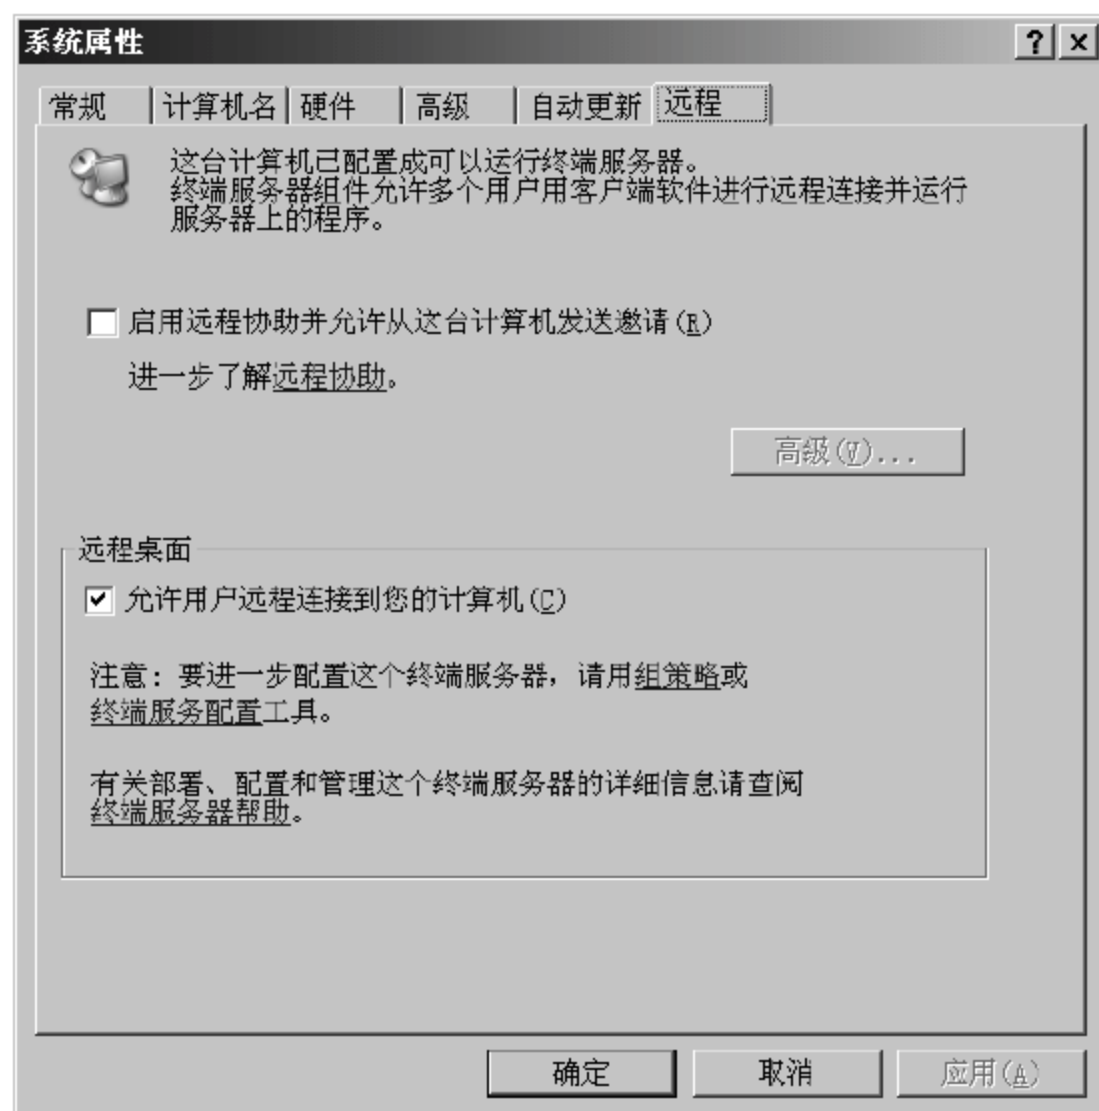 系统属性
常规 计算机名 硬件 高级 自动更新 远程
这台计算机已配置成可以运行终端服务器。
终端服务器组件允许多个用户用客户端软件进行远程连接并运行
服务器上的程序。
启用远程协助并允许从这台计算机发送邀请(R)
进一步了解远程协助。
高级(V)...
远程桌面
允许用户远程连接到您的计算机(C)
注意: 要进一步配置这个终端服务器，请用组策略或
终端服务配置工具。
有关部署、配置和管理这个终端服务器的详细信息请查阅
终端服务器帮助。
确定 取消 应用(A)